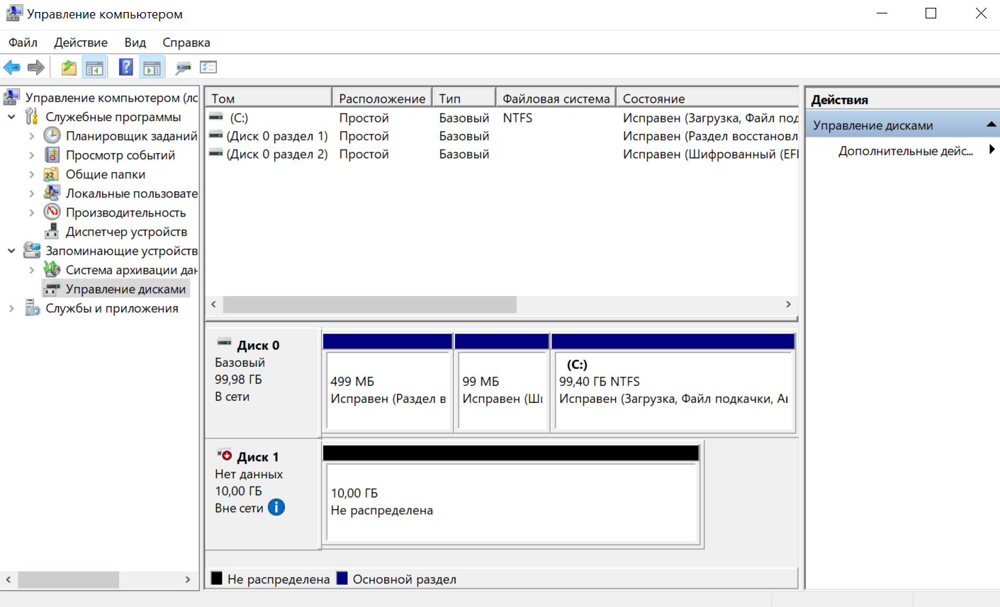 Управление компьютером
Файл Действие Вид Справка
Управление компьютером (лс
Служебные программы
Планировщик заданий
Просмотр событий
Общие папки
Локальные пользовате
Производительность
Диспетчер устройств
Запоминающие устройств
Система архивации дан
Управление дисками
Службы и приложения
Том Расположение Тип Файловая система Состояние
(C:) Простой Базовый NTFS Исправен (Загрузка, Файл под
(Диск 0 раздел 1) Простой Базовый Исправен (Раздел восстановл
(Диск 0 раздел 2) Простой Базовый Исправен (Шифрованный (EFI
Диск 0
Базовый
99,98 ГБ
В сети
499 МБ
Исправен (Раздел в
99 МБ
Исправен (Ши
(C:)
99,40 ГБ NTFS
Исправен (Загрузка, Файл подкачки, Ав
Диск 1
Нет данных
10,00 ГБ
Вне сети
10,00 ГБ
Не распределена
Не распределена Основной раздел
Действия
Управление дисками
Дополнительные дейс...